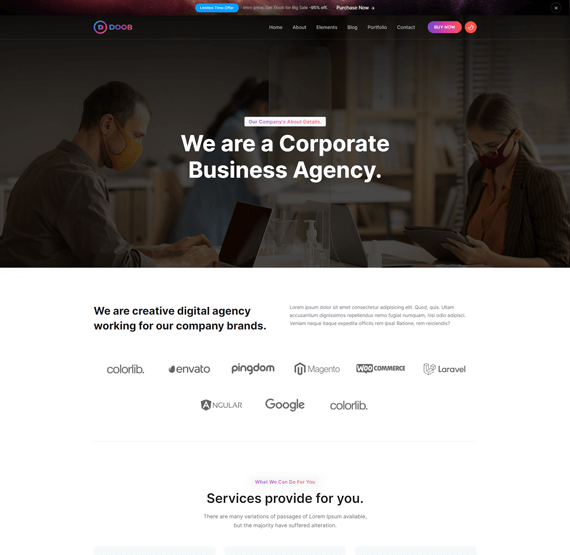 Limited Time Offer
Intro price. Get Doob for Big Sale -95% off.
Purchase Now →
DOOB
Home
About
Elements
Blog
Portfolio
Contact
BUY NOW
Our Company's About Details.
We are a Corporate
Business Agency.
We are creative digital agency
working for our company brands.
Lorem ipsum dolor sit amet consectetur adipisicing elit. Quod, quis. Ullam
accusantium dignissimos repellendus nemo fugiat numquam, nisi odio adipisci.
Veniam neque itaque expedita officiis rem ipsa! Ratione, rem reiciendis?
colorlib.
envato
pingdom
Magento
WOO COMMERCE
Laravel
ANGULAR
Google
colorlib.
What We Can Do For You
Services provide for you.
There are many variations of passages of Lorem Ipsum available,
but the majority have suffered alteration.